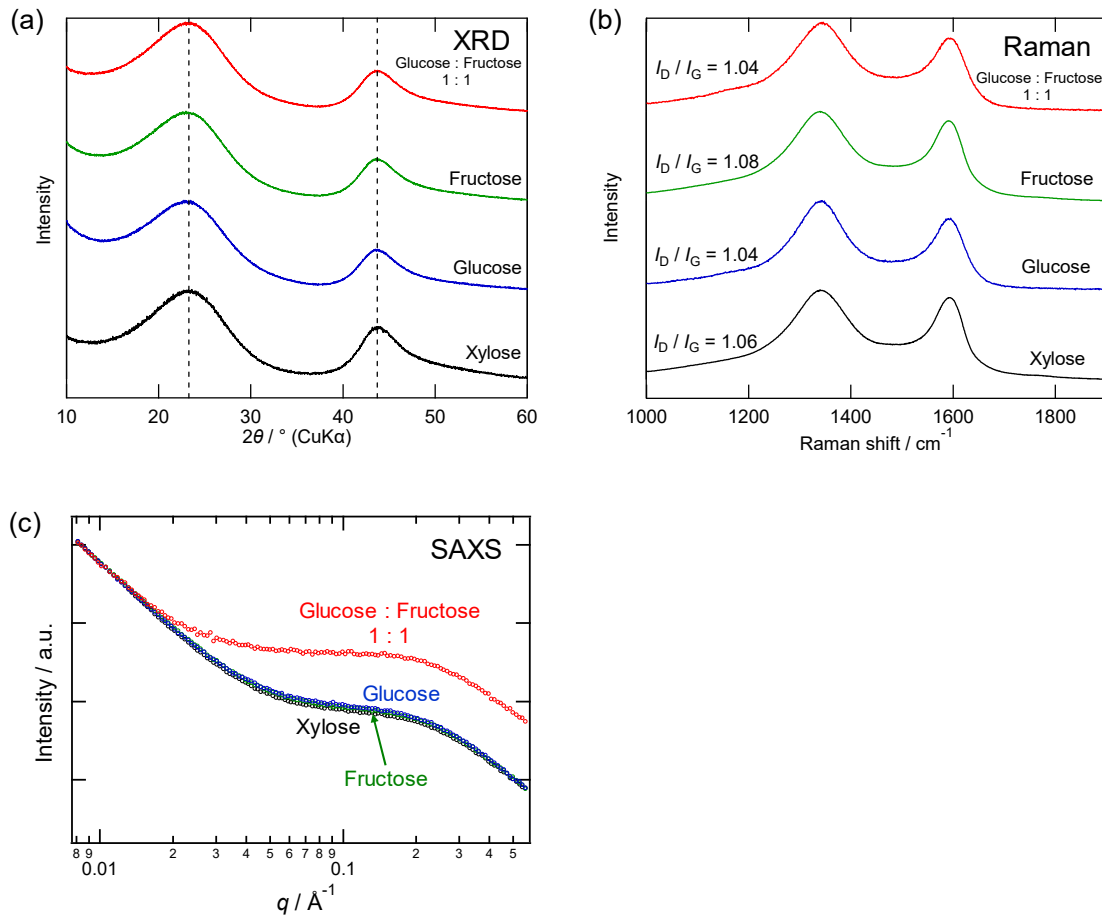 (a)
XRD
Glucose : Fructose
1 : 1
Fructose
Glucose
Xylose
Intensity
10 20 30 40 50 60
2θ / ° (CuKα)
(b)
Raman
I_D / I_G = 1.04
Glucose : Fructose
1 : 1
I_D / I_G = 1.08
Fructose
I_D / I_G = 1.04
Glucose
I_D / I_G = 1.06
Xylose
Intensity
1000 1200 1400 1600 1800
Raman shift / cm⁻¹
(c)
SAXS
Glucose : Fructose
1 : 1
Glucose
Xylose
Fructose
Intensity / a.u.
8 9 2 3 4 5 6 7 8 9 2 3 4 5
0.01 0.1
q / Å⁻¹